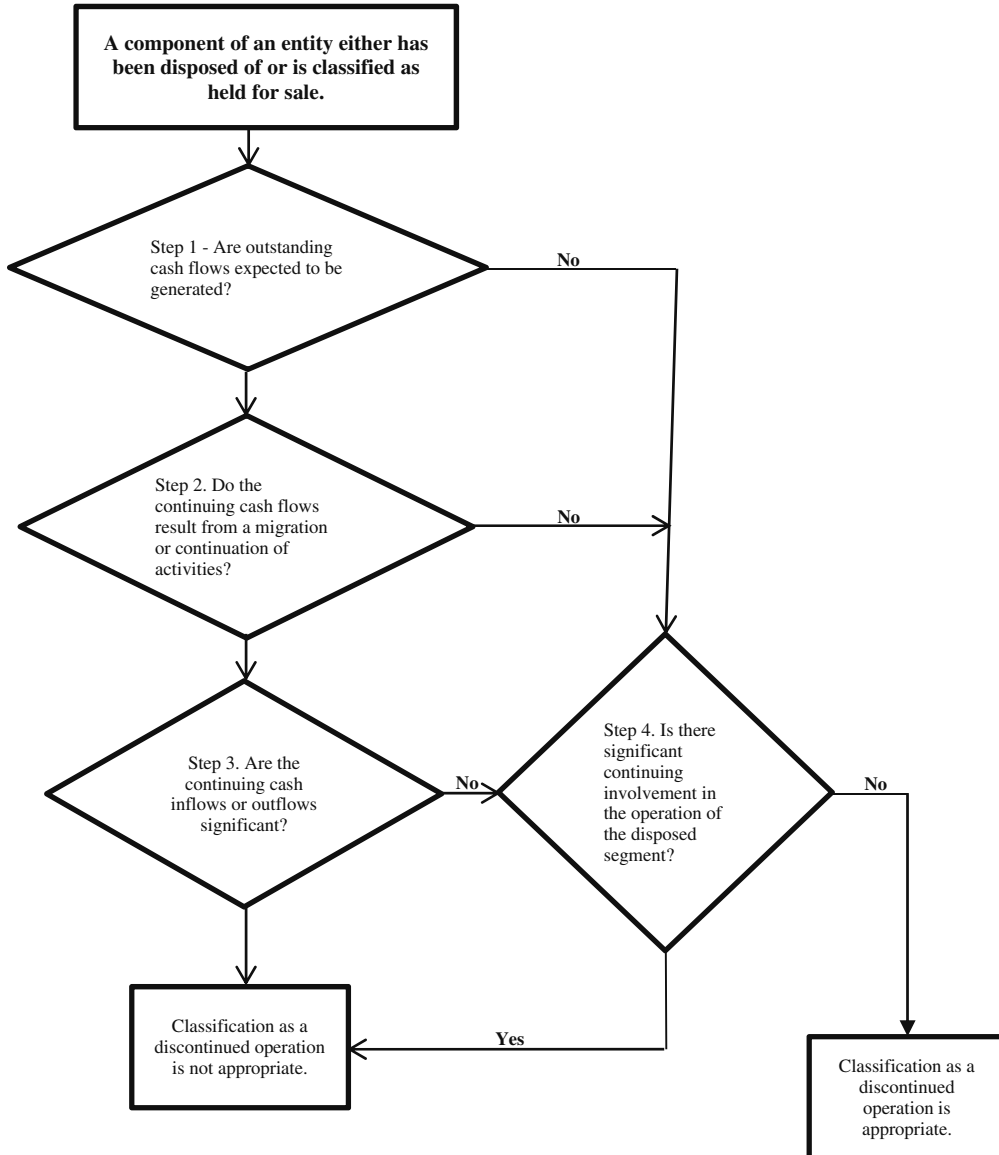 A component of an entity either has
been disposed of or is classified as
held for sale.
Step 1 - Are outstanding
cash flows expected to be
generated?
No
Step 2. Do the
continuing cash flows
result from a migration
or continuation of
activities?
No
Step 3. Are the
continuing cash
inflows or outflows
significant?
No
Step 4. Is there
significant
continuing
involvement in
the operation of
the disposed
segment?
No
Yes
Classification as a
discontinued operation
is not appropriate.
Classification as a
discontinued
operation is
appropriate.